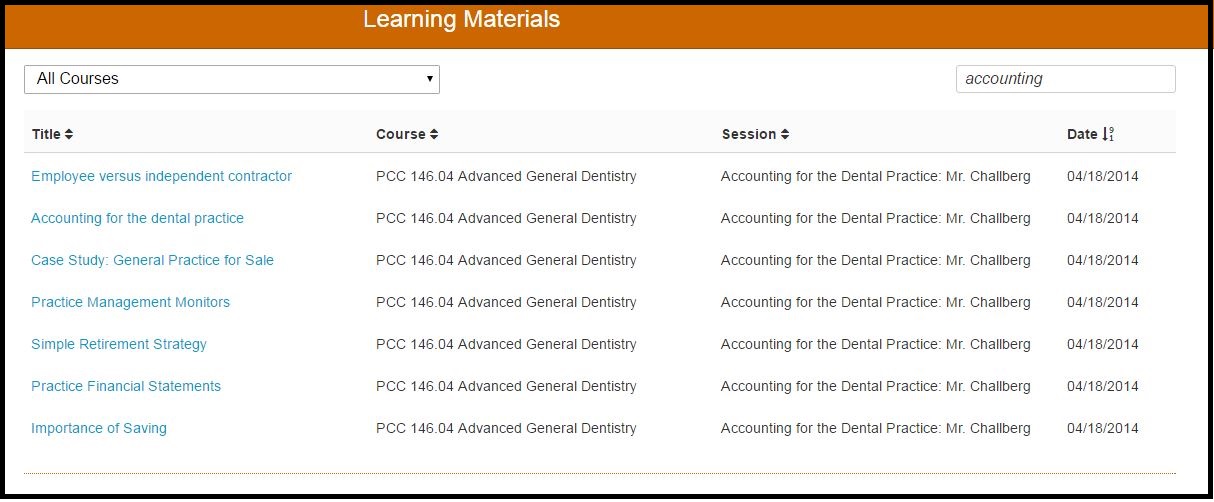 Learning Materials
All Courses accounting
Title Course Session Date
Employee versus independent contractor PCC 146.04 Advanced General Dentistry Accounting for the Dental Practice: Mr. Challberg 04/18/2014
Accounting for the dental practice PCC 146.04 Advanced General Dentistry Accounting for the Dental Practice: Mr. Challberg 04/18/2014
Case Study: General Practice for Sale PCC 146.04 Advanced General Dentistry Accounting for the Dental Practice: Mr. Challberg 04/18/2014
Practice Management Monitors PCC 146.04 Advanced General Dentistry Accounting for the Dental Practice: Mr. Challberg 04/18/2014
Simple Retirement Strategy PCC 146.04 Advanced General Dentistry Accounting for the Dental Practice: Mr. Challberg 04/18/2014
Practice Financial Statements PCC 146.04 Advanced General Dentistry Accounting for the Dental Practice: Mr. Challberg 04/18/2014
Importance of Saving PCC 146.04 Advanced General Dentistry Accounting for the Dental Practice: Mr. Challberg 04/18/2014